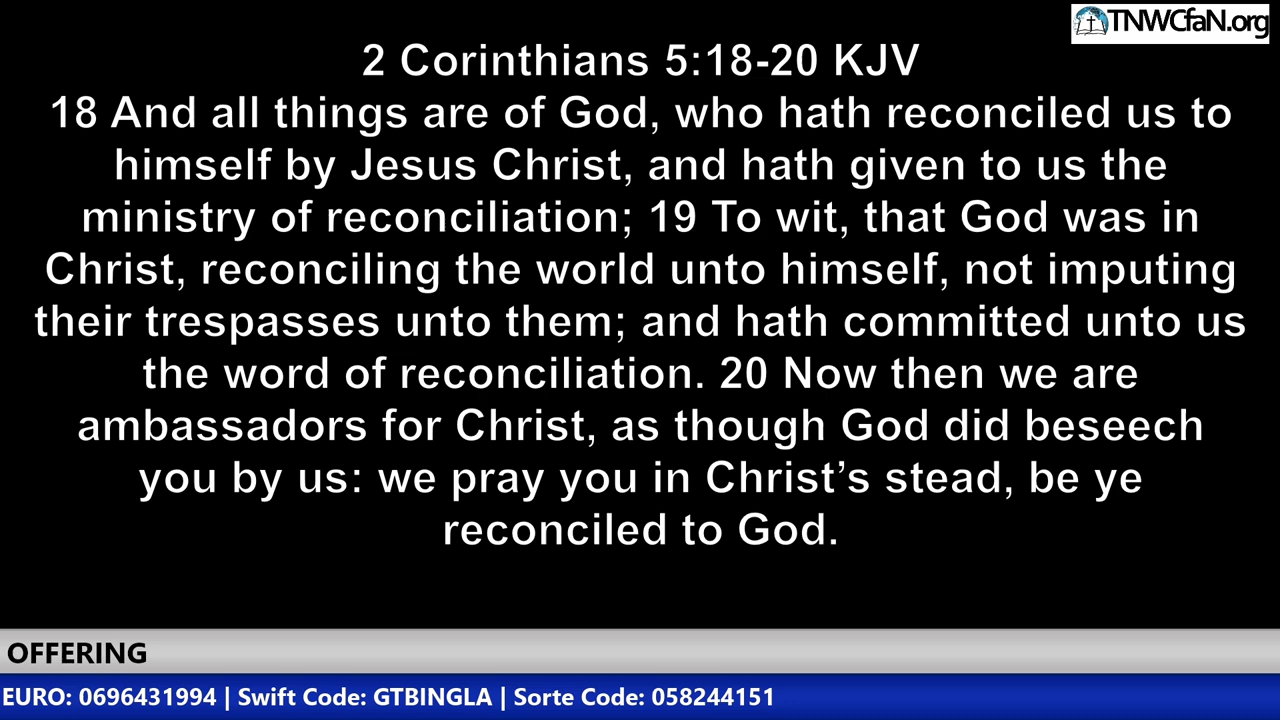 TNWCfaN.org
2 Corinthians 5:18-20 KJV
18 And all things are of God, who hath reconciled us to
himself by Jesus Christ, and hath given to us the
ministry of reconciliation; 19 To wit, that God was in
Christ, reconciling the world unto himself, not imputing
their trespasses unto them; and hath committed unto us
the word of reconciliation. 20 Now then we are
ambassadors for Christ, as though God did beseech
you by us: we pray you in Christ’s stead, be ye
reconciled to God.
OFFERING
EURO: 0696431994 | Swift Code: GTBINGLA | Sorte Code: 058244151